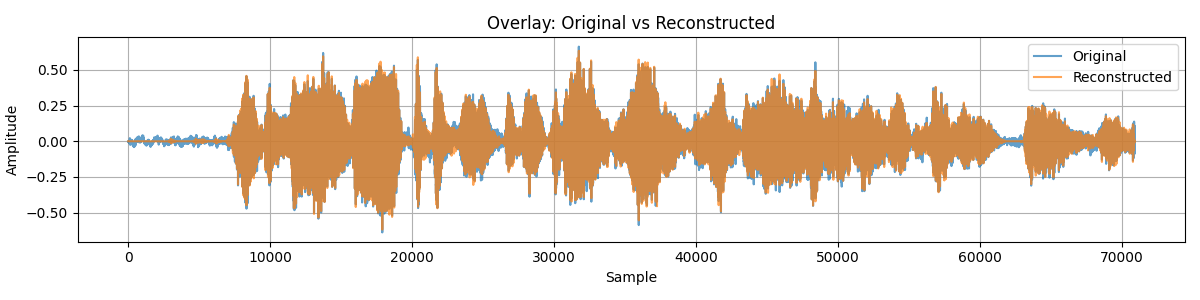 Overlay: Original vs Reconstructed
Original
Reconstructed
Amplitude
0.50
0.25
0.00
−0.25
−0.50
0 10000 20000 30000 40000 50000 60000 70000
Sample